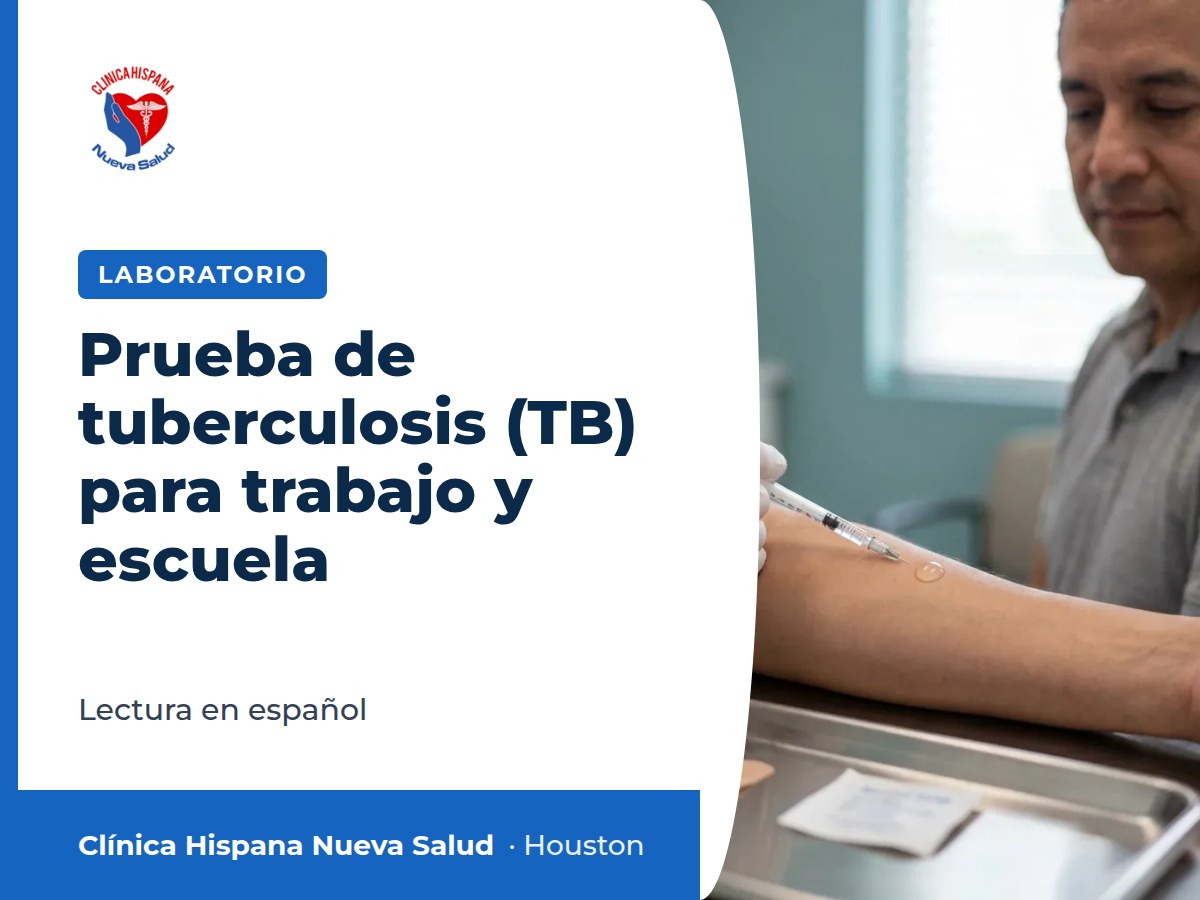 CLINICA HISPANA
Nueva Salud
LABORATORIO
Prueba de
tuberculosis (TB)
para trabajo y
escuela
Lectura en español
Clínica Hispana Nueva Salud · Houston